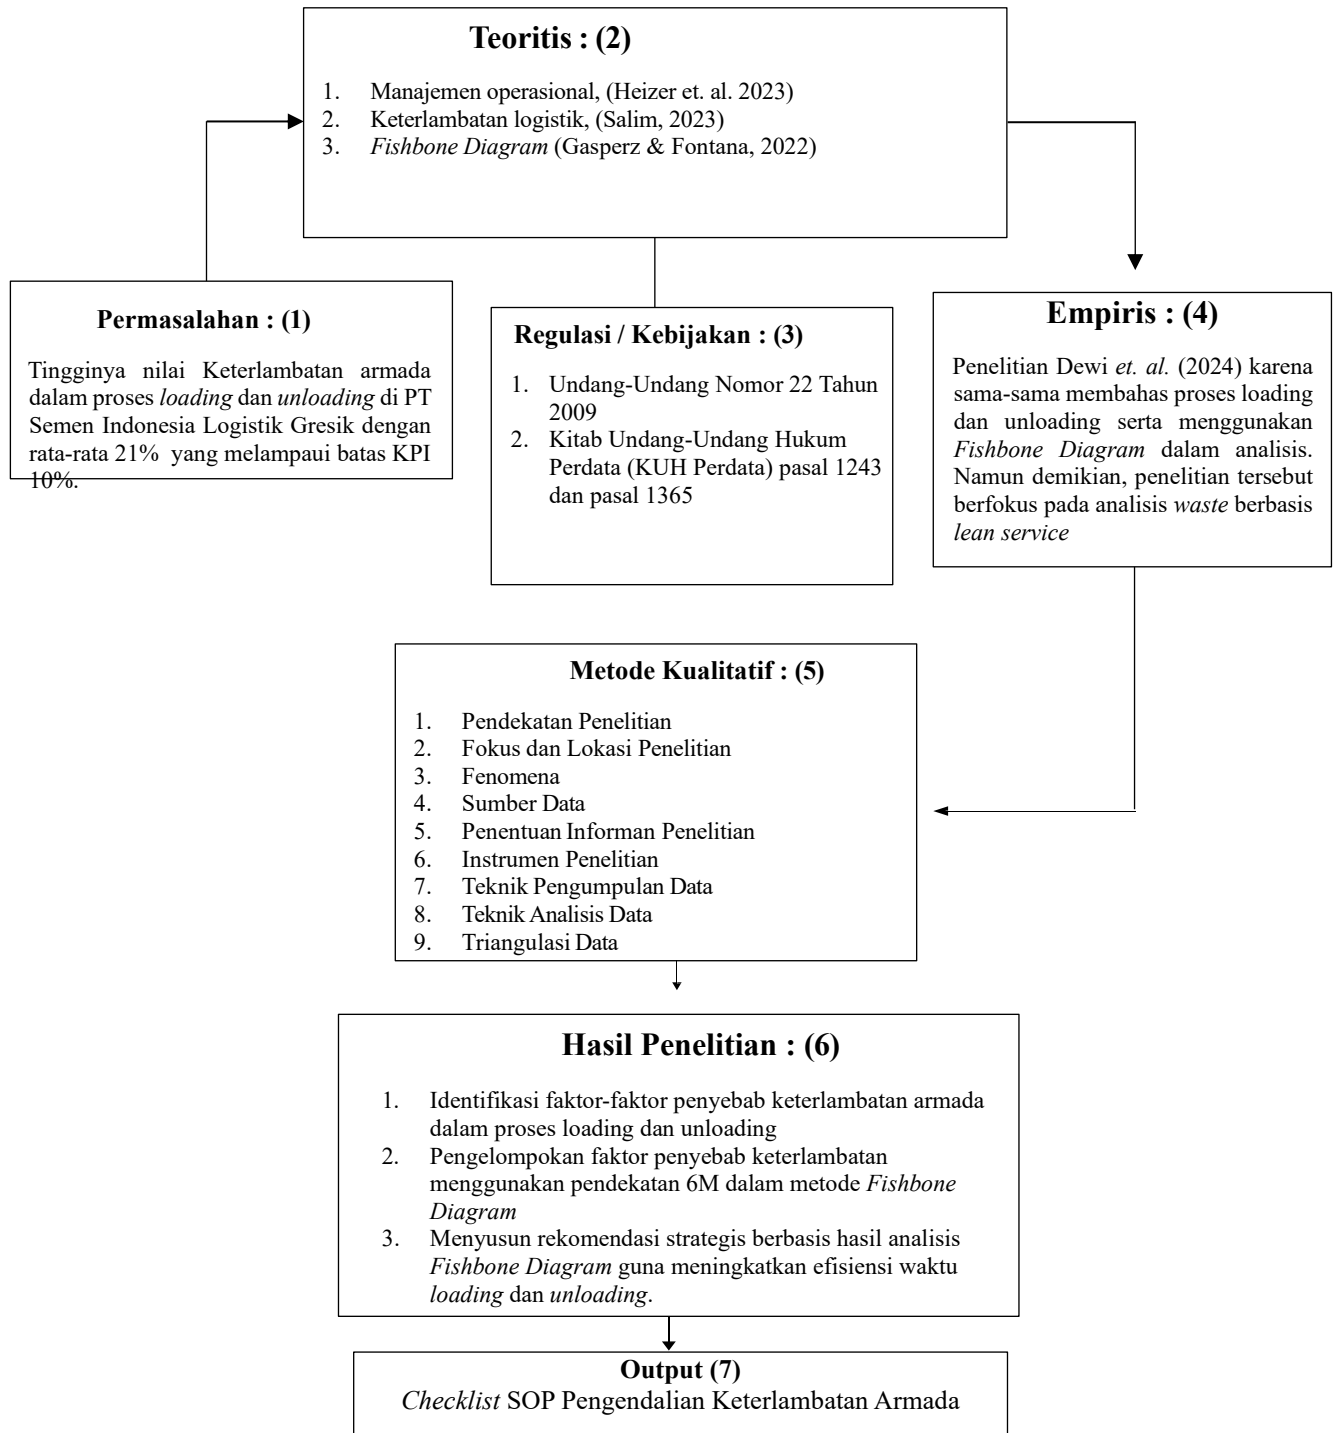 Teoritis : (2)
1. Manajemen operasional, (Heizer et. al. 2023)
2. Keterlambatan logistik, (Salim, 2023)
3. Fishbone Diagram (Gasperz & Fontana, 2022)
Permasalahan : (1)
Tingginya nilai Keterlambatan armada
dalam proses loading dan unloading di PT
Semen Indonesia Logistik Gresik dengan
rata-rata 21% yang melampaui batas KPI
10%.
Regulasi / Kebijakan : (3)
1. Undang-Undang Nomor 22 Tahun
2009
2. Kitab Undang-Undang Hukum
Perdata (KUH Perdata) pasal 1243
dan pasal 1365
Empiris : (4)
Penelitian Dewi et. al. (2024) karena
sama-sama membahas proses loading
dan unloading serta menggunakan
Fishbone Diagram dalam analisis.
Namun demikian, penelitian tersebut
berfokus pada analisis waste berbasis
lean service
Metode Kualitatif : (5)
1. Pendekatan Penelitian
2. Fokus dan Lokasi Penelitian
3. Fenomena
4. Sumber Data
5. Penentuan Informan Penelitian
6. Instrumen Penelitian
7. Teknik Pengumpulan Data
8. Teknik Analisis Data
9. Triangulasi Data
Hasil Penelitian : (6)
1. Identifikasi faktor-faktor penyebab keterlambatan armada
dalam proses loading dan unloading
2. Pengelompokan faktor penyebab keterlambatan
menggunakan pendekatan 6M dalam metode Fishbone
Diagram
3. Menyusun rekomendasi strategis berbasis hasil analisis
Fishbone Diagram guna meningkatkan efisiensi waktu
loading dan unloading.
Output (7)
Checklist SOP Pengendalian Keterlambatan Armada